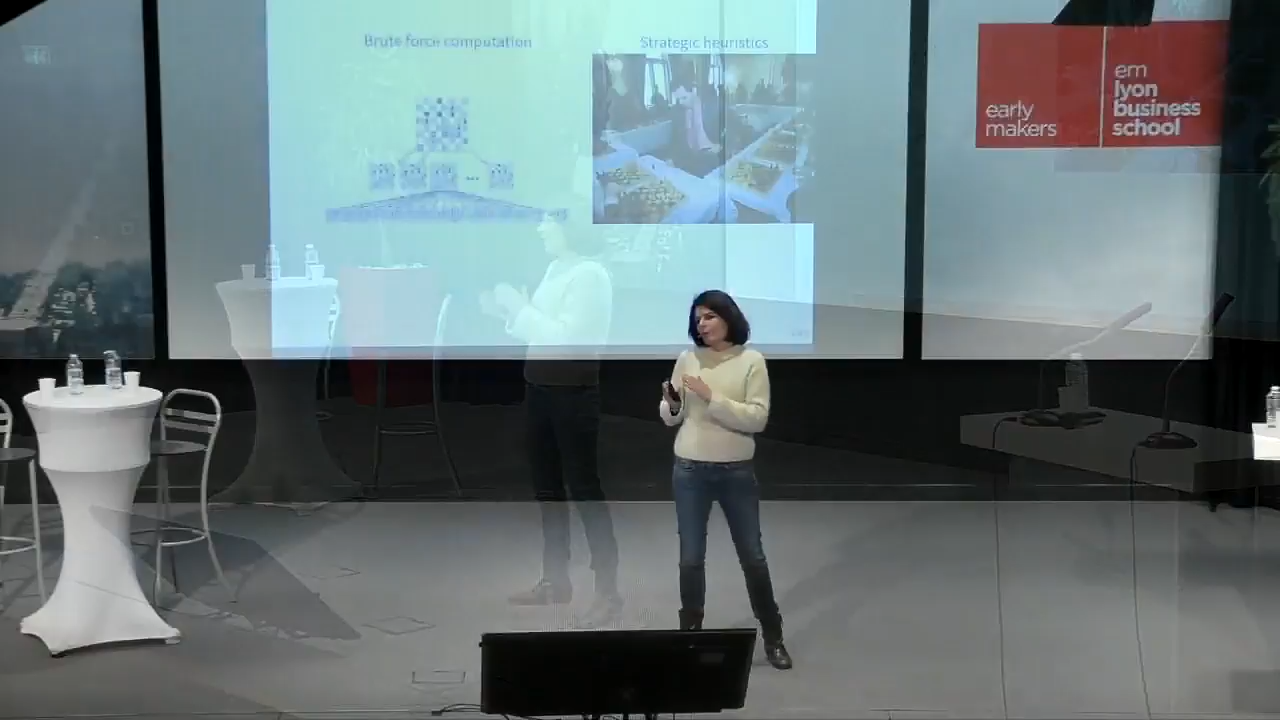 Brute force computation
Strategic heuristics
early
makers
em
lyon
business
school